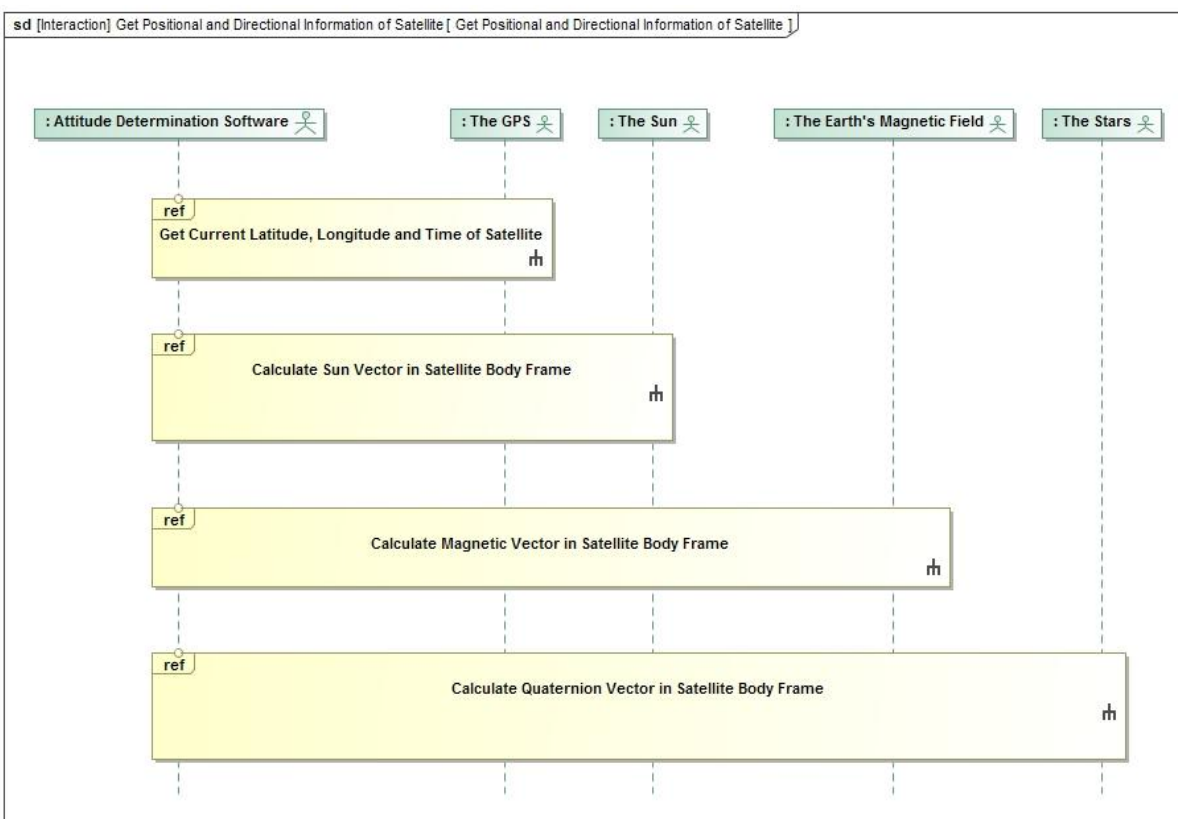 sd [Interaction] Get Positional and Directional Information of Satellite [ Get Positional and Directional Information of Satellite ]
: Attitude Determination Software
: The GPS
: The Sun
: The Earth's Magnetic Field
: The Stars
ref
Get Current Latitude, Longitude and Time of Satellite
ref
Calculate Sun Vector in Satellite Body Frame
ref
Calculate Magnetic Vector in Satellite Body Frame
ref
Calculate Quaternion Vector in Satellite Body Frame